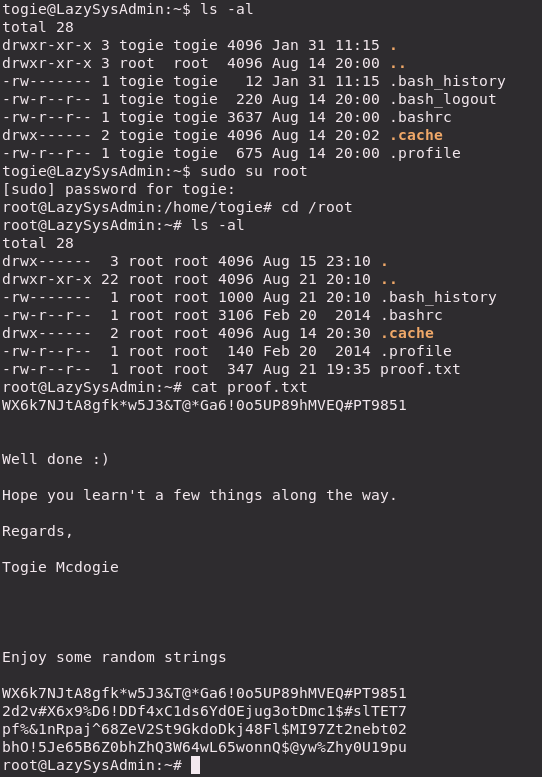 togie@LazySysAdmin:~$ ls -al
total 28
drwxr-xr-x 3 togie togie 4096 Jan 31 11:15 .
drwxr-xr-x 3 root  root  4096 Aug 14 20:00 ..
-rw------- 1 togie togie   12 Jan 31 11:15 .bash_history
-rw-r--r-- 1 togie togie  220 Aug 14 20:00 .bash_logout
-rw-r--r-- 1 togie togie 3637 Aug 14 20:00 .bashrc
drwx------ 2 togie togie 4096 Aug 14 20:02 .cache
-rw-r--r-- 1 togie togie  675 Aug 14 20:00 .profile
togie@LazySysAdmin:~$ sudo su root
[sudo] password for togie:
root@LazySysAdmin:/home/togie# cd /root
root@LazySysAdmin:~# ls -al
total 28
drwx------  3 root root 4096 Aug 15 23:10 .
drwxr-xr-x 22 root root 4096 Aug 21 20:10 ..
-rw-------  1 root root 1000 Aug 21 20:10 .bash_history
-rw-r--r--  1 root root 3106 Feb 20  2014 .bashrc
drwx------  2 root root 4096 Aug 14 20:30 .cache
-rw-r--r--  1 root root  140 Feb 20  2014 .profile
-rw-r--r--  1 root root  347 Aug 21 19:35 proof.txt
root@LazySysAdmin:~# cat proof.txt
WX6k7NJtA8gfk*w5J3&T@*Ga6!0o5UP89hMVEQ#PT9851
Well done :)
Hope you learn't a few things along the way.
Regards,
Togie Mcdogie
Enjoy some random strings
WX6k7NJtA8gfk*w5J3&T@*Ga6!0o5UP89hMVEQ#PT9851
2d2v#X6x9%D6!DDf4xC1ds6YdOEjug3otDmc1$#slTET7
pf%&1nRpaj^68ZeV2St9GkdoDkj48Fl$MI97Zt2nebt02
bhO!5Je65B6Z0bhZhQ3W64wL65wonnQ$@yw%Zhy0U19pu
root@LazySysAdmin:~#